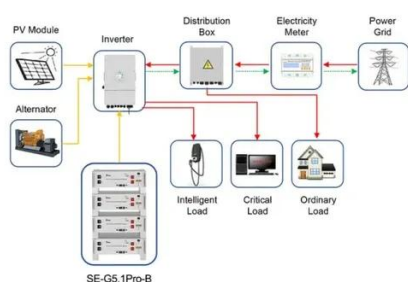 PV Module
Inverter
Distribution
Box
Electricity
Meter
Power
Grid
Alternator
Intelligent
Load
Critical
Load
Ordinary
Load
SE-G5.1Pro-B